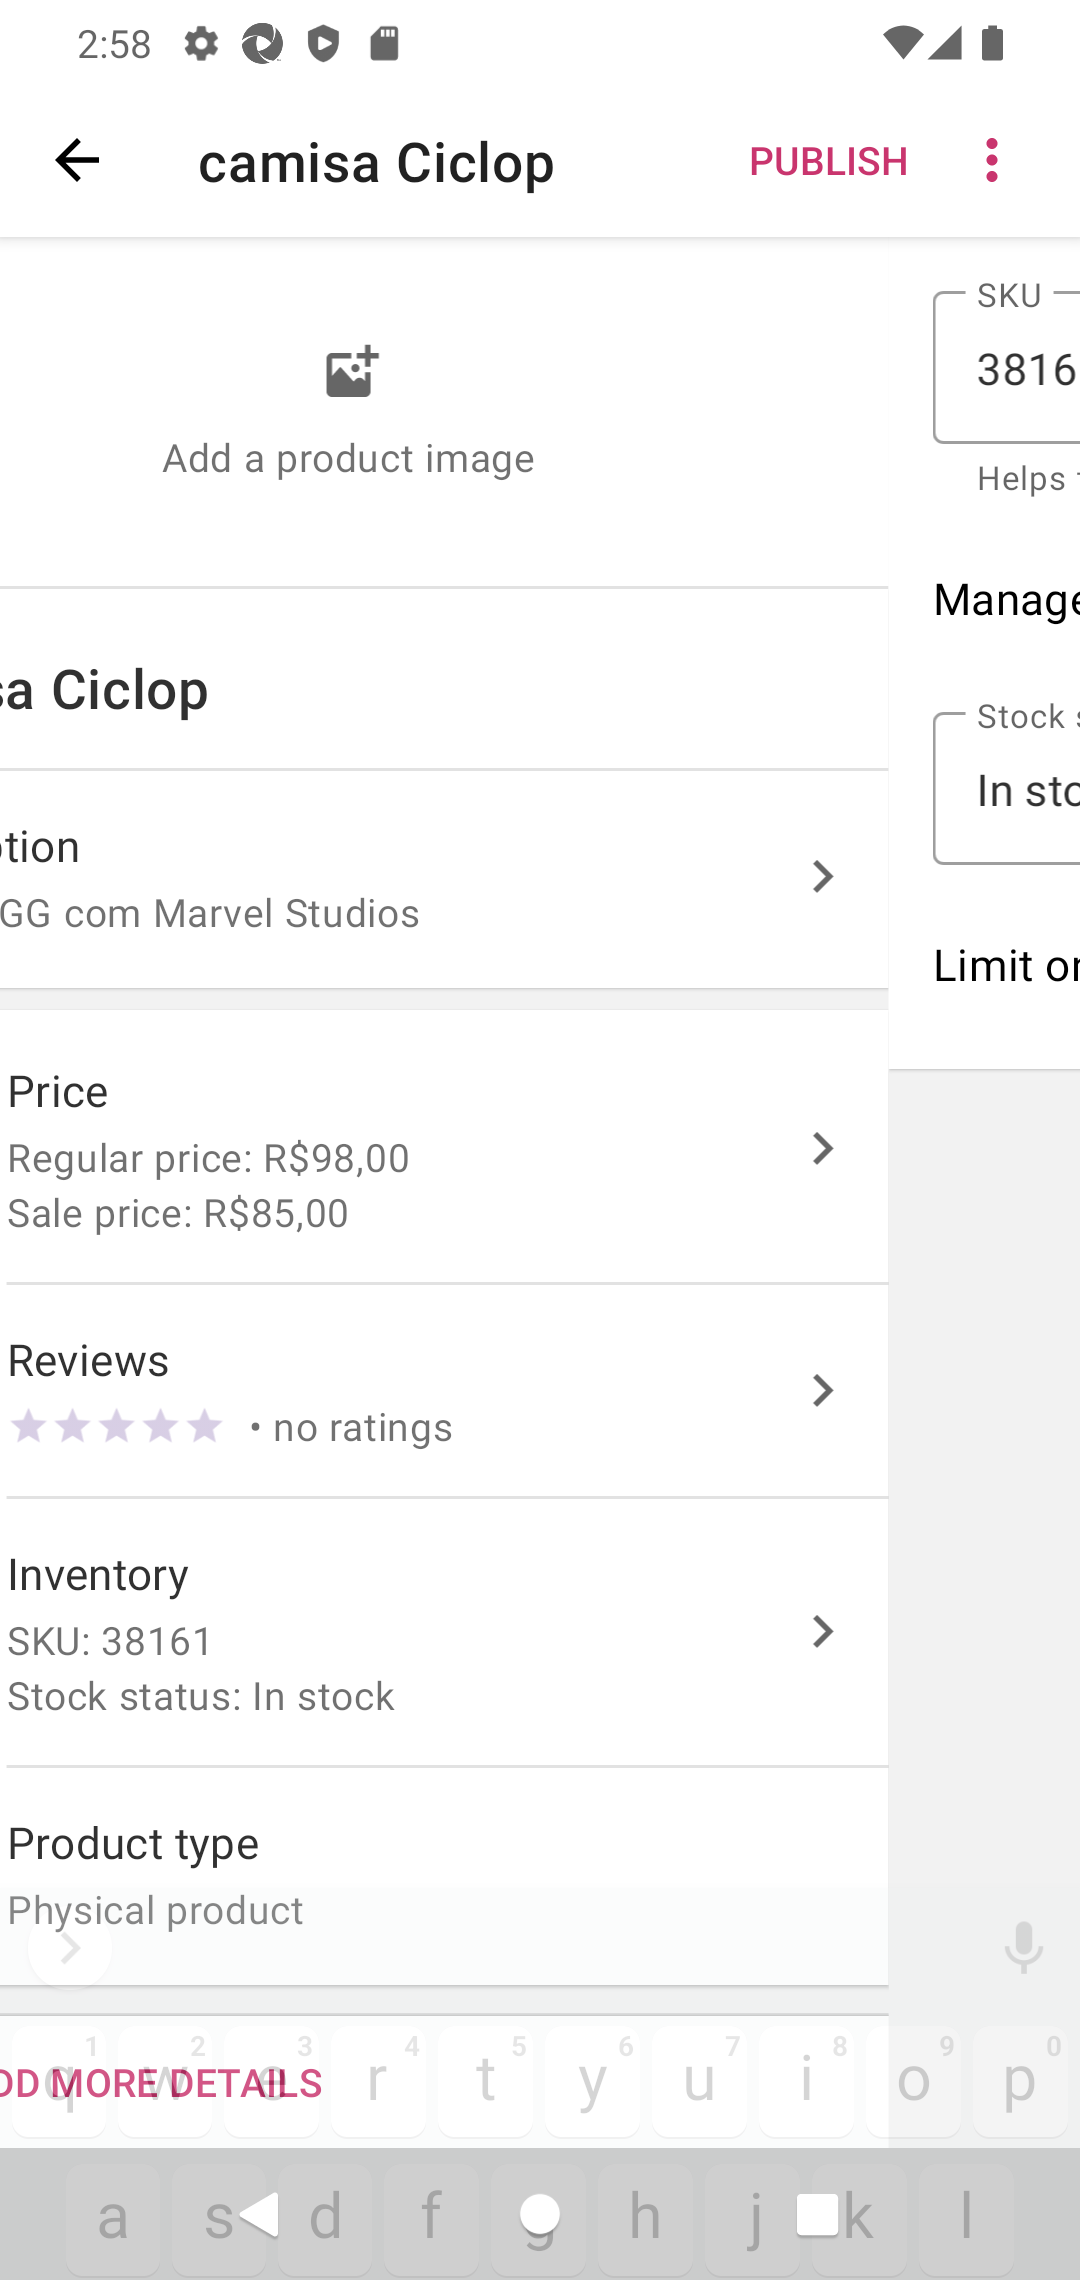 2:58
camisa Ciclop
PUBLISH
SKU
3816
Helps
Add a product image
Manage
sa Ciclop
Stock
In sto
ption
GG com Marvel Studios
Limit or
Price
Regular price: R$98,00
Sale price: R$85,00
Reviews
• no ratings
Inventory
SKU: 38161
Stock status: In stock
Product type
Physical product
DD MORE DETAILS
1 2 3 4 5 6 7 8 9 0
q w e r t y u i o p
a s d f g h j k l